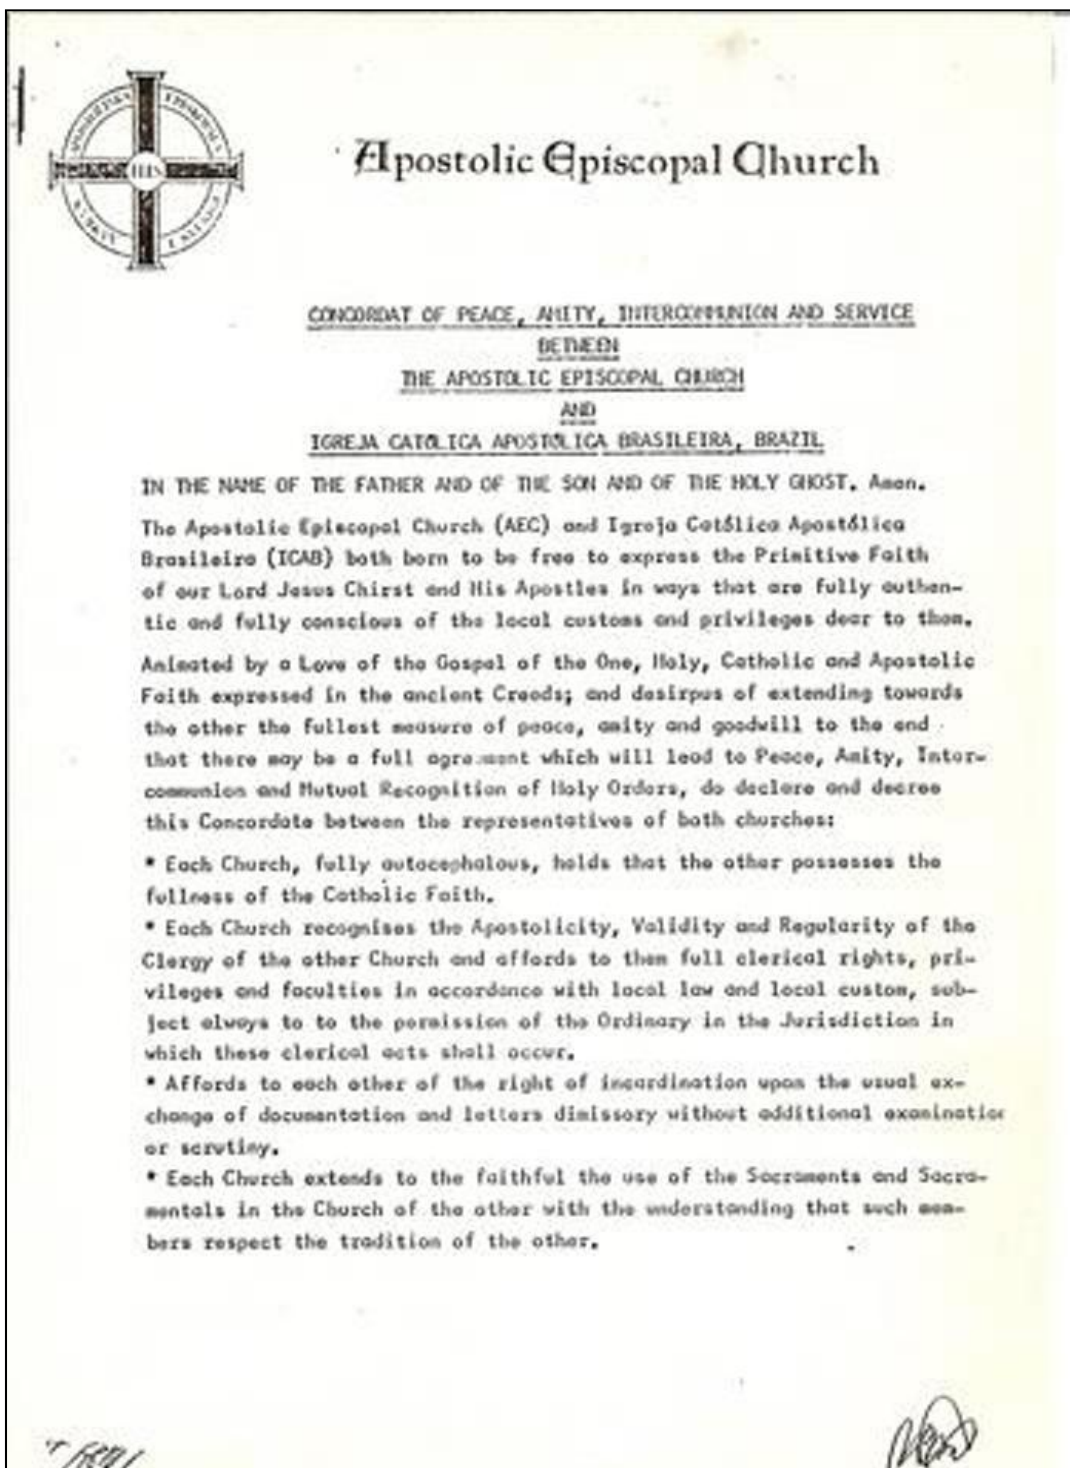 Apostolic Episcopal Church
IHS
CONCORDAT OF PEACE, AMITY, INTERCOMMUNION AND SERVICE
BETWEEN
THE APOSTOLIC EPISCOPAL CHURCH
AND
IGREJA CATOLICA APOSTOLICA BRASILEIRA, BRAZIL
IN THE NAME OF THE FATHER AND OF THE SON AND OF THE HOLY GHOST. Amen.
The Apostolic Episcopal Church (AEC) and Igreja Católica Apostólica
Brasileira (ICAB) both born to be free to express the Primitive Faith
of our Lord Jesus Chirst and His Apostles in ways that are fully authen-
tic and fully conscious of the local customs and privileges dear to them.
Animated by a Love of the Gospel of the One, Holy, Catholic and Apostolic
Faith expressed in the ancient Creeds; and desirpus of extending towards
the other the fullest measure of peace, amity and goodwill to the end
that there may be a full agreement which will lead to Peace, Amity, Inter-
communion and Mutual Recognition of Holy Orders, do declare and decree
this Concordate between the representatives of both churches:
* Each Church, fully autocephalous, holds that the other possesses the
fullness of the Catholic Faith.
* Each Church recognises the Apostolicity, Validity and Regularity of the
Clergy of the other Church and affords to them full clerical rights, pri-
vileges and faculties in accordance with local law and local custom, sub-
ject always to to the permission of the Ordinary in the Jurisdiction in
which these clerical acts shall occur.
* Affords to each other of the right of incardination upon the usual ex-
change of documentation and letters dimissory without additional examination
or scrutiny.
* Each Church extends to the faithful the use of the Sacraments and Sacra-
mentals in the Church of the other with the understanding that such mem-
bers respect the tradition of the other.